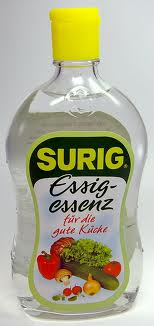 SURIG
Essig-
essenz
für die
gute Küche